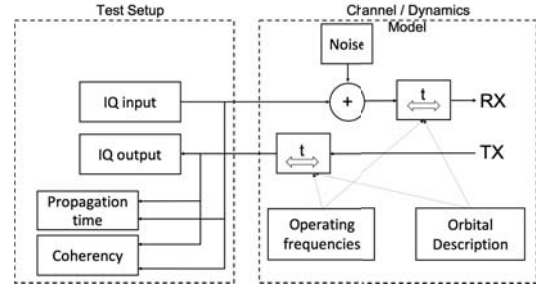 Test Setup
Channel / Dynamics
Model
Noise
IQ input
+
t
RX
IQ output
t
TX
Propagation
time
Operating
frequencies
Orbital
Description
Coherency